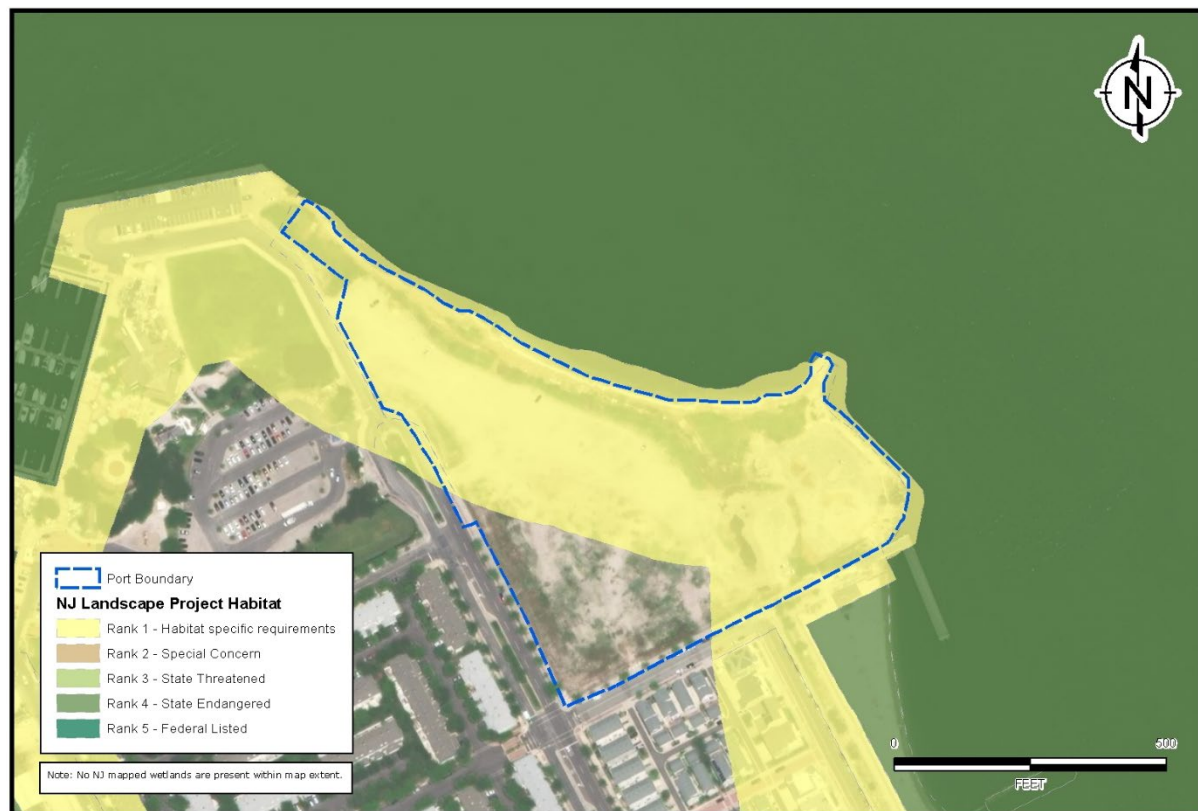 N
Port Boundary
NJ Landscape Project Habitat
Rank 1 - Habitat specific requirements
Rank 2 - Special Concern
Rank 3 - State Threatened
Rank 4 - State Endangered
Rank 5 - Federal Listed
Note: No NJ mapped wetlands are present within map extent.
0 500
FEET